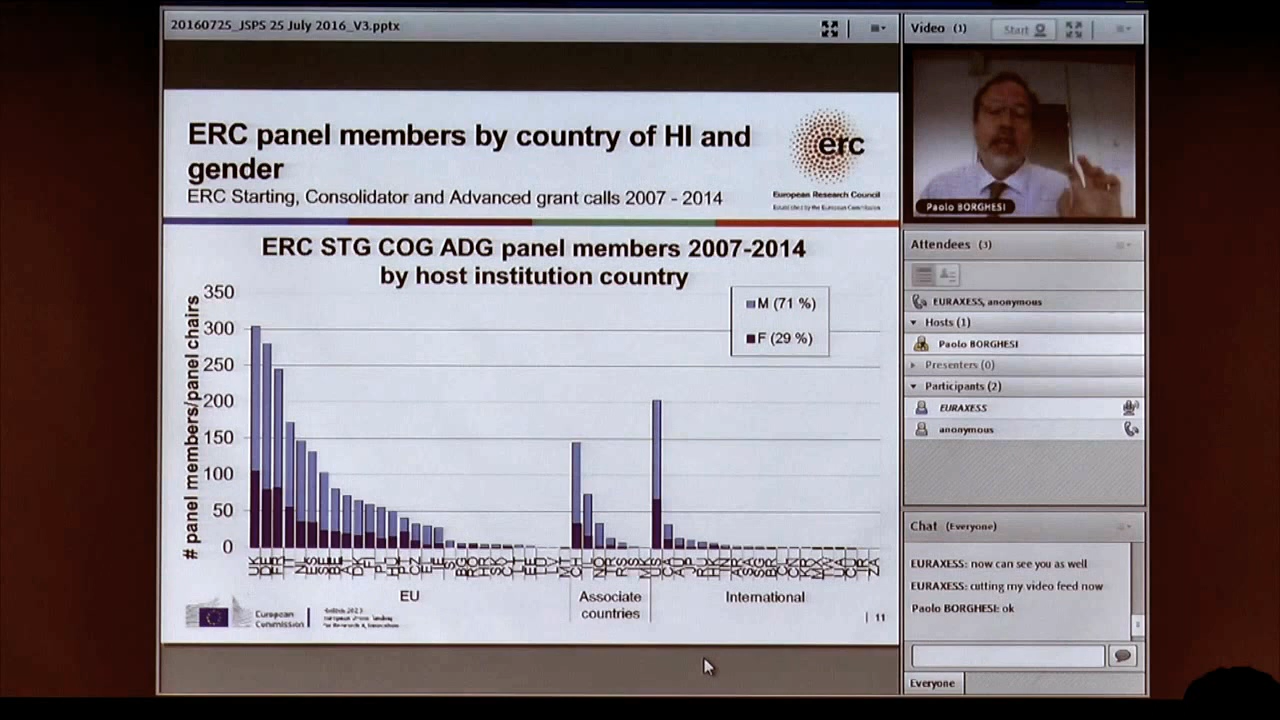 20160725_JSPS 25 July 2016_V3.pptx
ERC panel members by country of HI and
gender
ERC Starting, Consolidator and Advanced grant calls 2007 - 2014
erc
European Research Council
Established by the European Commission
ERC STG COG ADG panel members 2007-2014
by host institution country
# panel members/panel chairs
350
300
250
200
150
100
50
0
M (71 %)
F (29 %)
EU
Associate
countries
International
European
Commission
11
Video (1)
Start
Paolo BORGHESI
Attendees (3)
EURAXESS, anonymous
Hosts (1)
Paolo BORGHESI
Presenters (0)
Participants (2)
EURAXESS
anonymous
Chat (Everyone)
EURAXESS: now can see you as well
EURAXESS: cutting my video feed now
Paolo BORGHESI: ok
Everyone